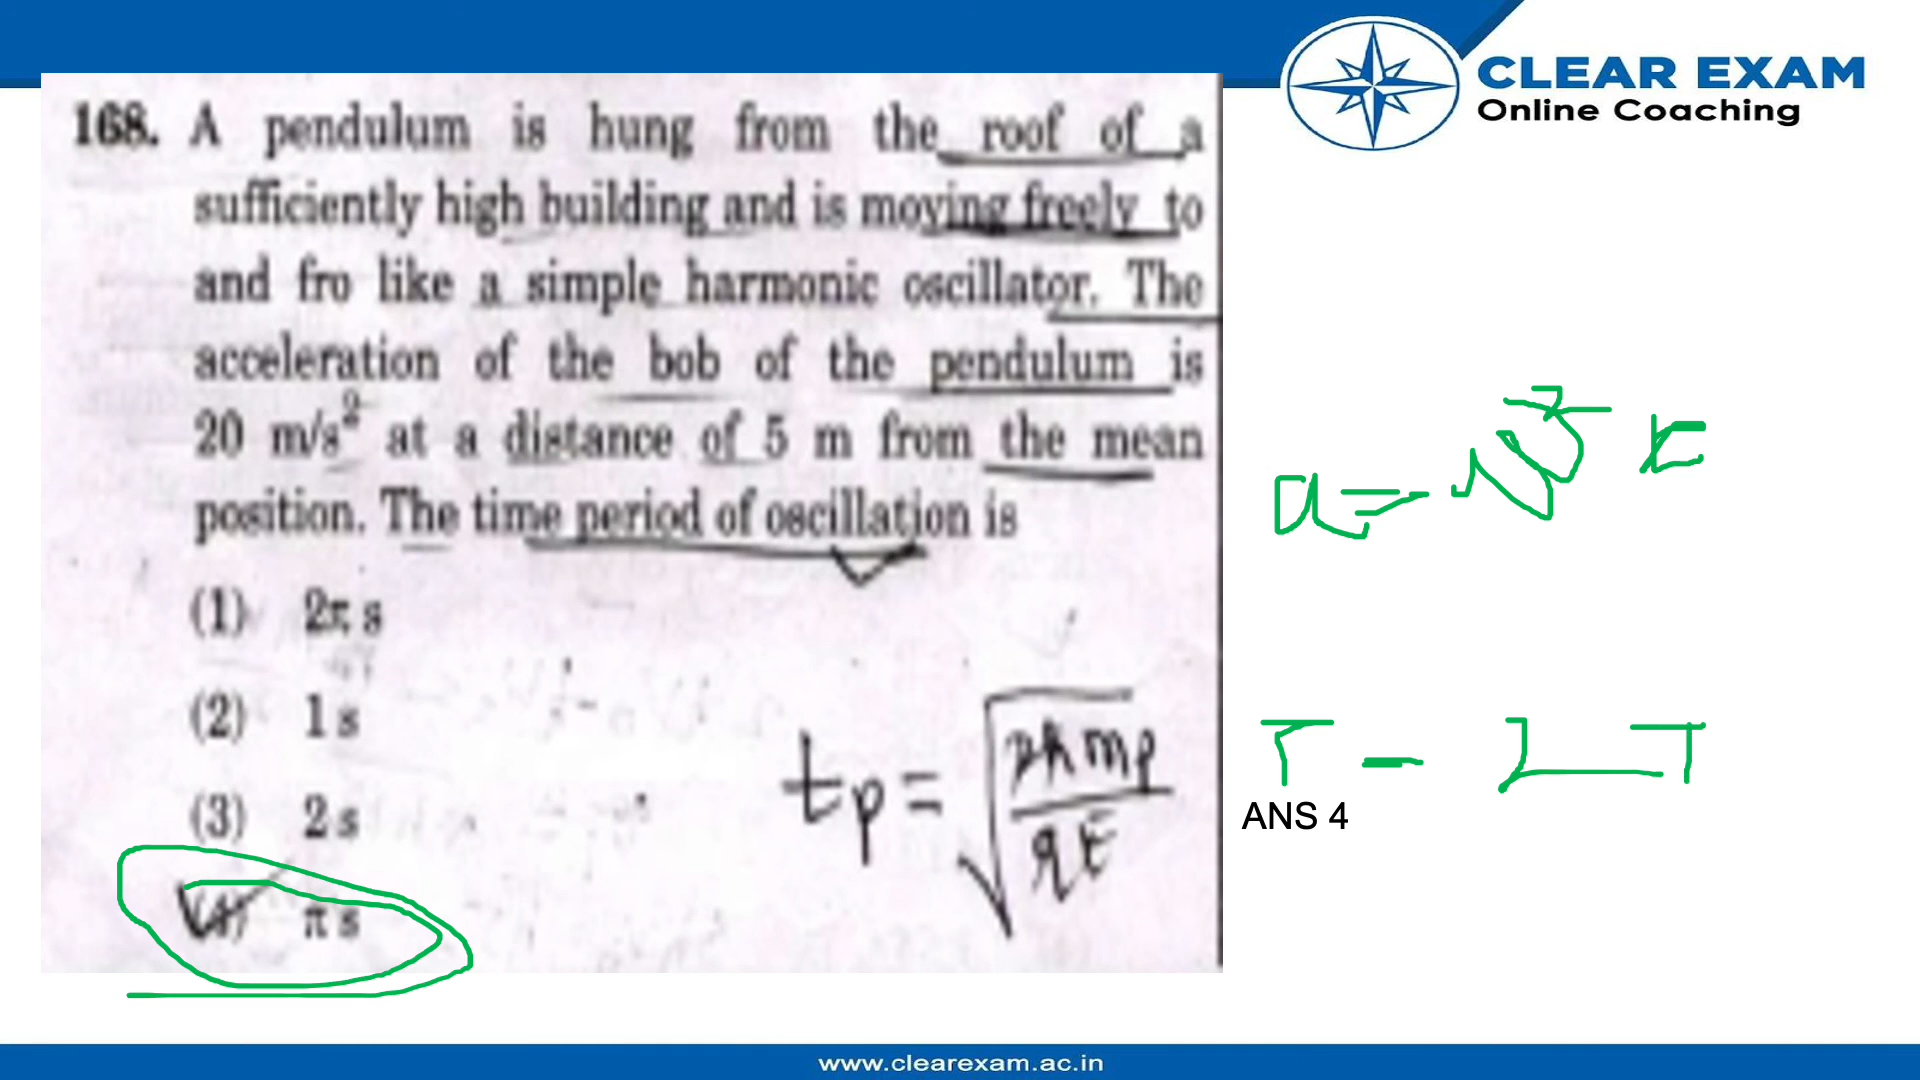 CLEAR EXAM
Online Coaching
168. A pendulum is hung from the roof of a
sufficiently high building and is moving freely to
and fro like a simple harmonic oscillator. The
acceleration of the bob of the pendulum is
20 m/s² at a distance of 5 m from the mean
position. The time period of oscillation is
(1) 2π s
(2) 1 s
(3) 2 s
(4) π s
t_p =
a =
T =
ANS 4
www.clearexam.ac.in